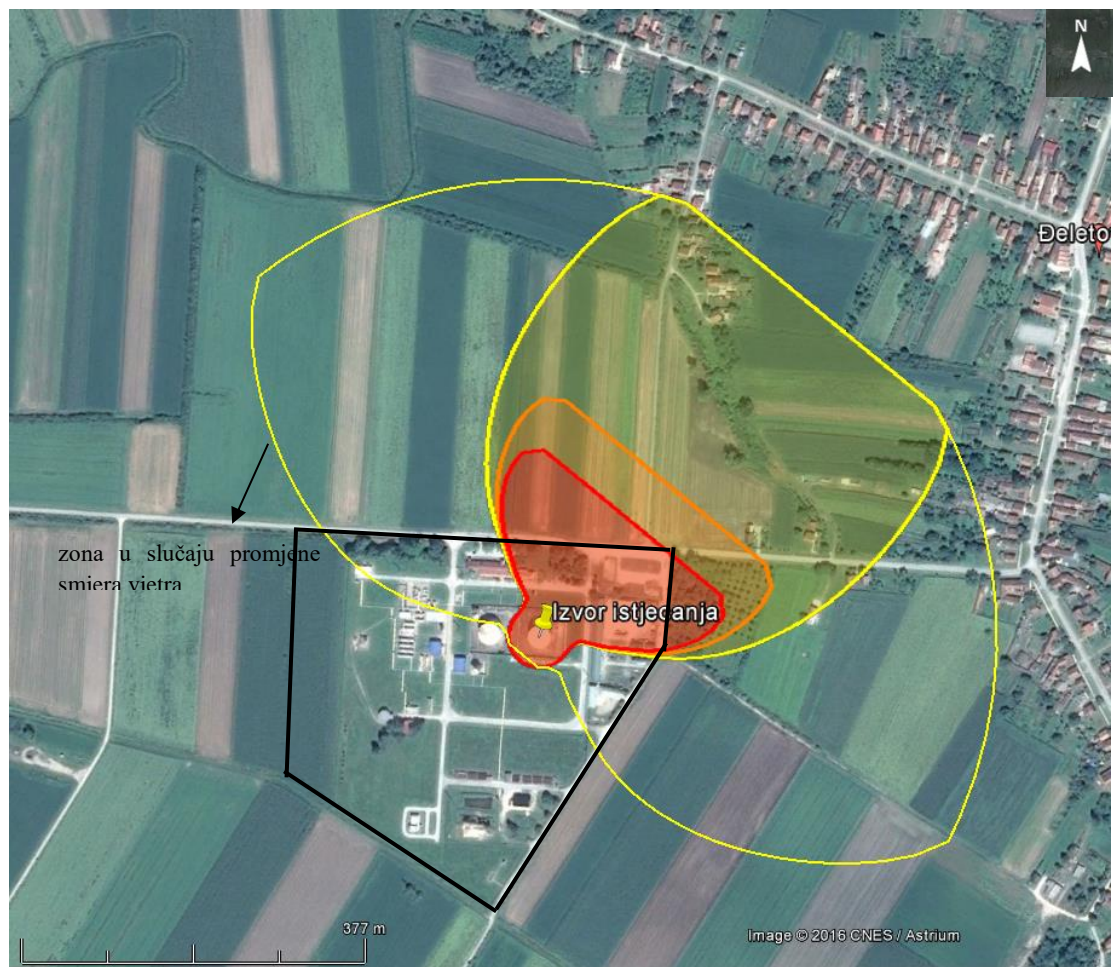 N
Đeleto
zona u slučaju promjene
smjera vjetra
Izvor istjecanja
377 m
Image © 2016 CNES / Astrium